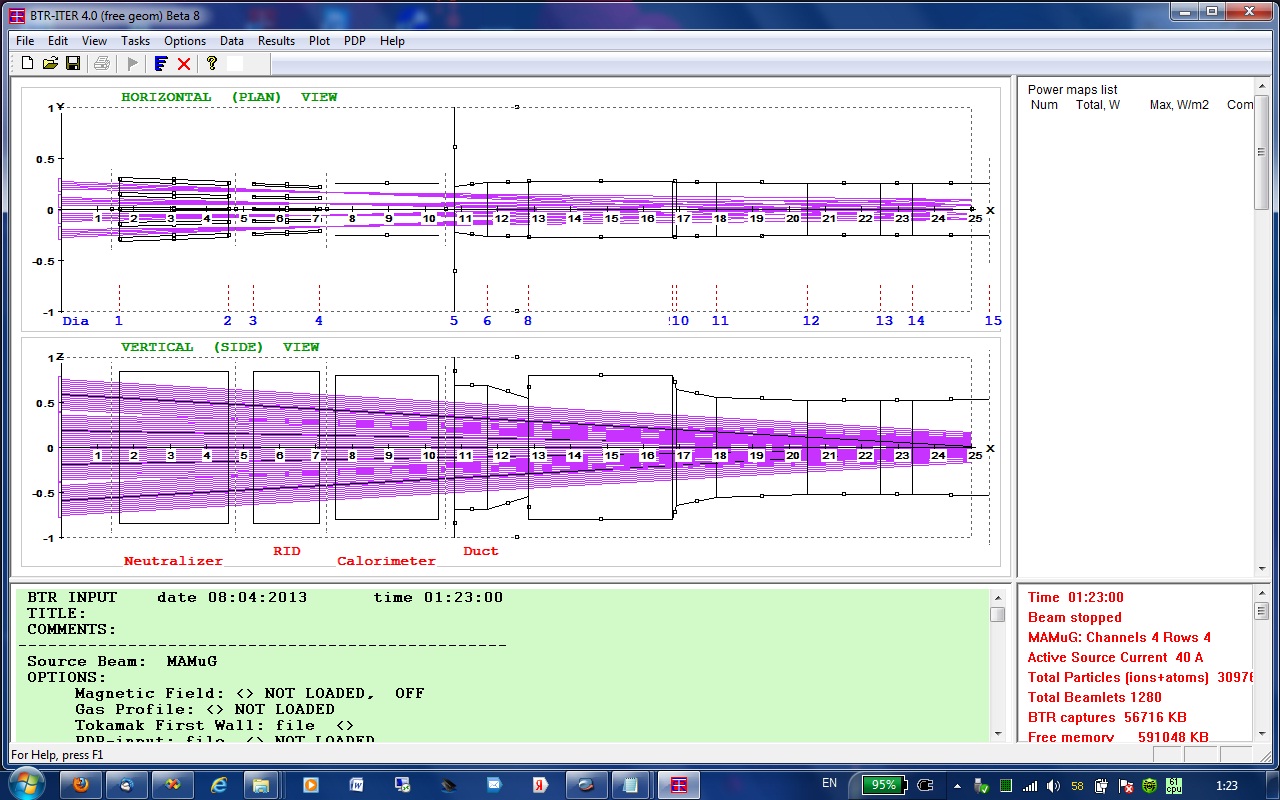 BTR-ITER 4.0 (free geom) Beta 8
File Edit View Tasks Options Data Results Plot PDP Help
HORIZONTAL (PLAN) VIEW
1 Y
0.5
0
1 2 3 4 5 6 7 8 9 10 11 12 13 14 15 16 17 18 19 20 21 22 23 24 25 X
-0.5
-1
Dia 1 2 3 4 5 6 8 10 11 12 13 14 15
VERTICAL (SIDE) VIEW
1 Z
0.5
0
1 2 3 4 5 6 7 8 9 10 11 12 13 14 15 16 17 18 19 20 21 22 23 24 25 X
-0.5
-1
Neutralizer RID Calorimeter Duct
Power maps list
Num Total, W Max, W/m2 Com
BTR INPUT date 08:04:2013 time 01:23:00
TITLE:
COMMENTS:
Source Beam: MAMuG
OPTIONS:
Magnetic Field: <> NOT LOADED, OFF
Gas Profile: <> NOT LOADED
Tokamak First Wall: file <>
PDP-input: file <> NOT LOADED
Time 01:23:00
Beam stopped
MAMuG: Channels 4 Rows 4
Active Source Current 40 A
Total Particles (ions+atoms) 30976
Total Beamlets 1280
BTR captures 56716 KB
Free memory 591048 KB
For Help, press F1
EN 95% 58 61 cpu 1:23